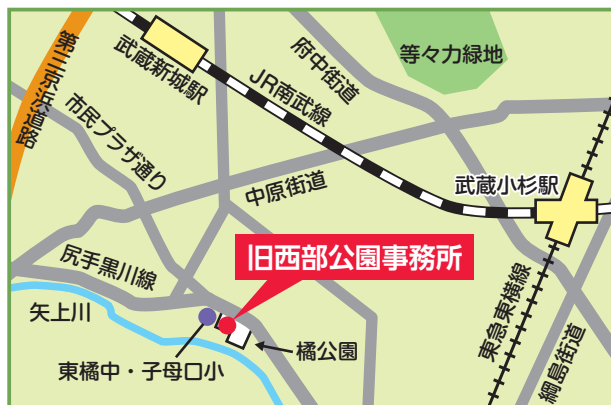 第三京浜道路
武蔵新城駅
府中街道
等々力緑地
JR南武線
市民プラザ通り
中原街道
武蔵小杉駅
尻手黒川線
旧西部公園事務所
矢上川
東急東横線
綱島街道
橘公園
東橘中・子母口小